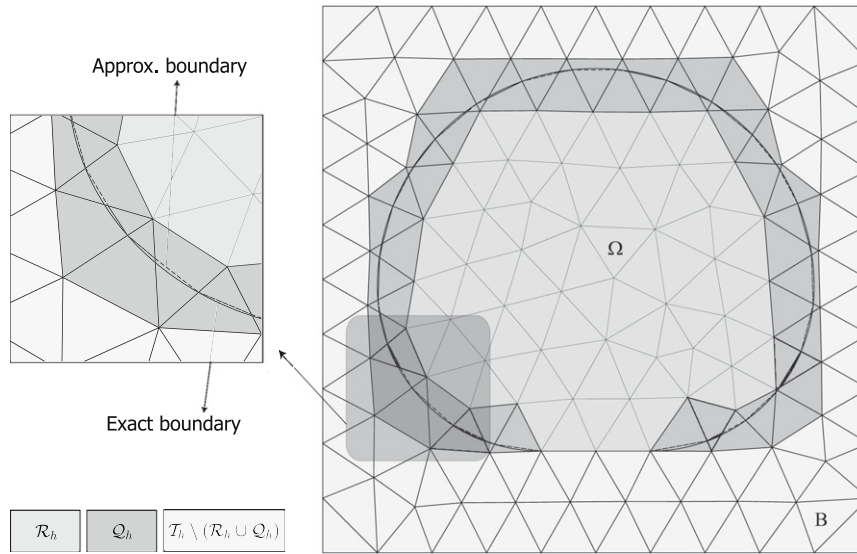 Approx. boundary
Exact boundary
Ω
B
ℛₕ
𝒬ₕ
𝒯ₕ \ (ℛₕ ∪ 𝒬ₕ)